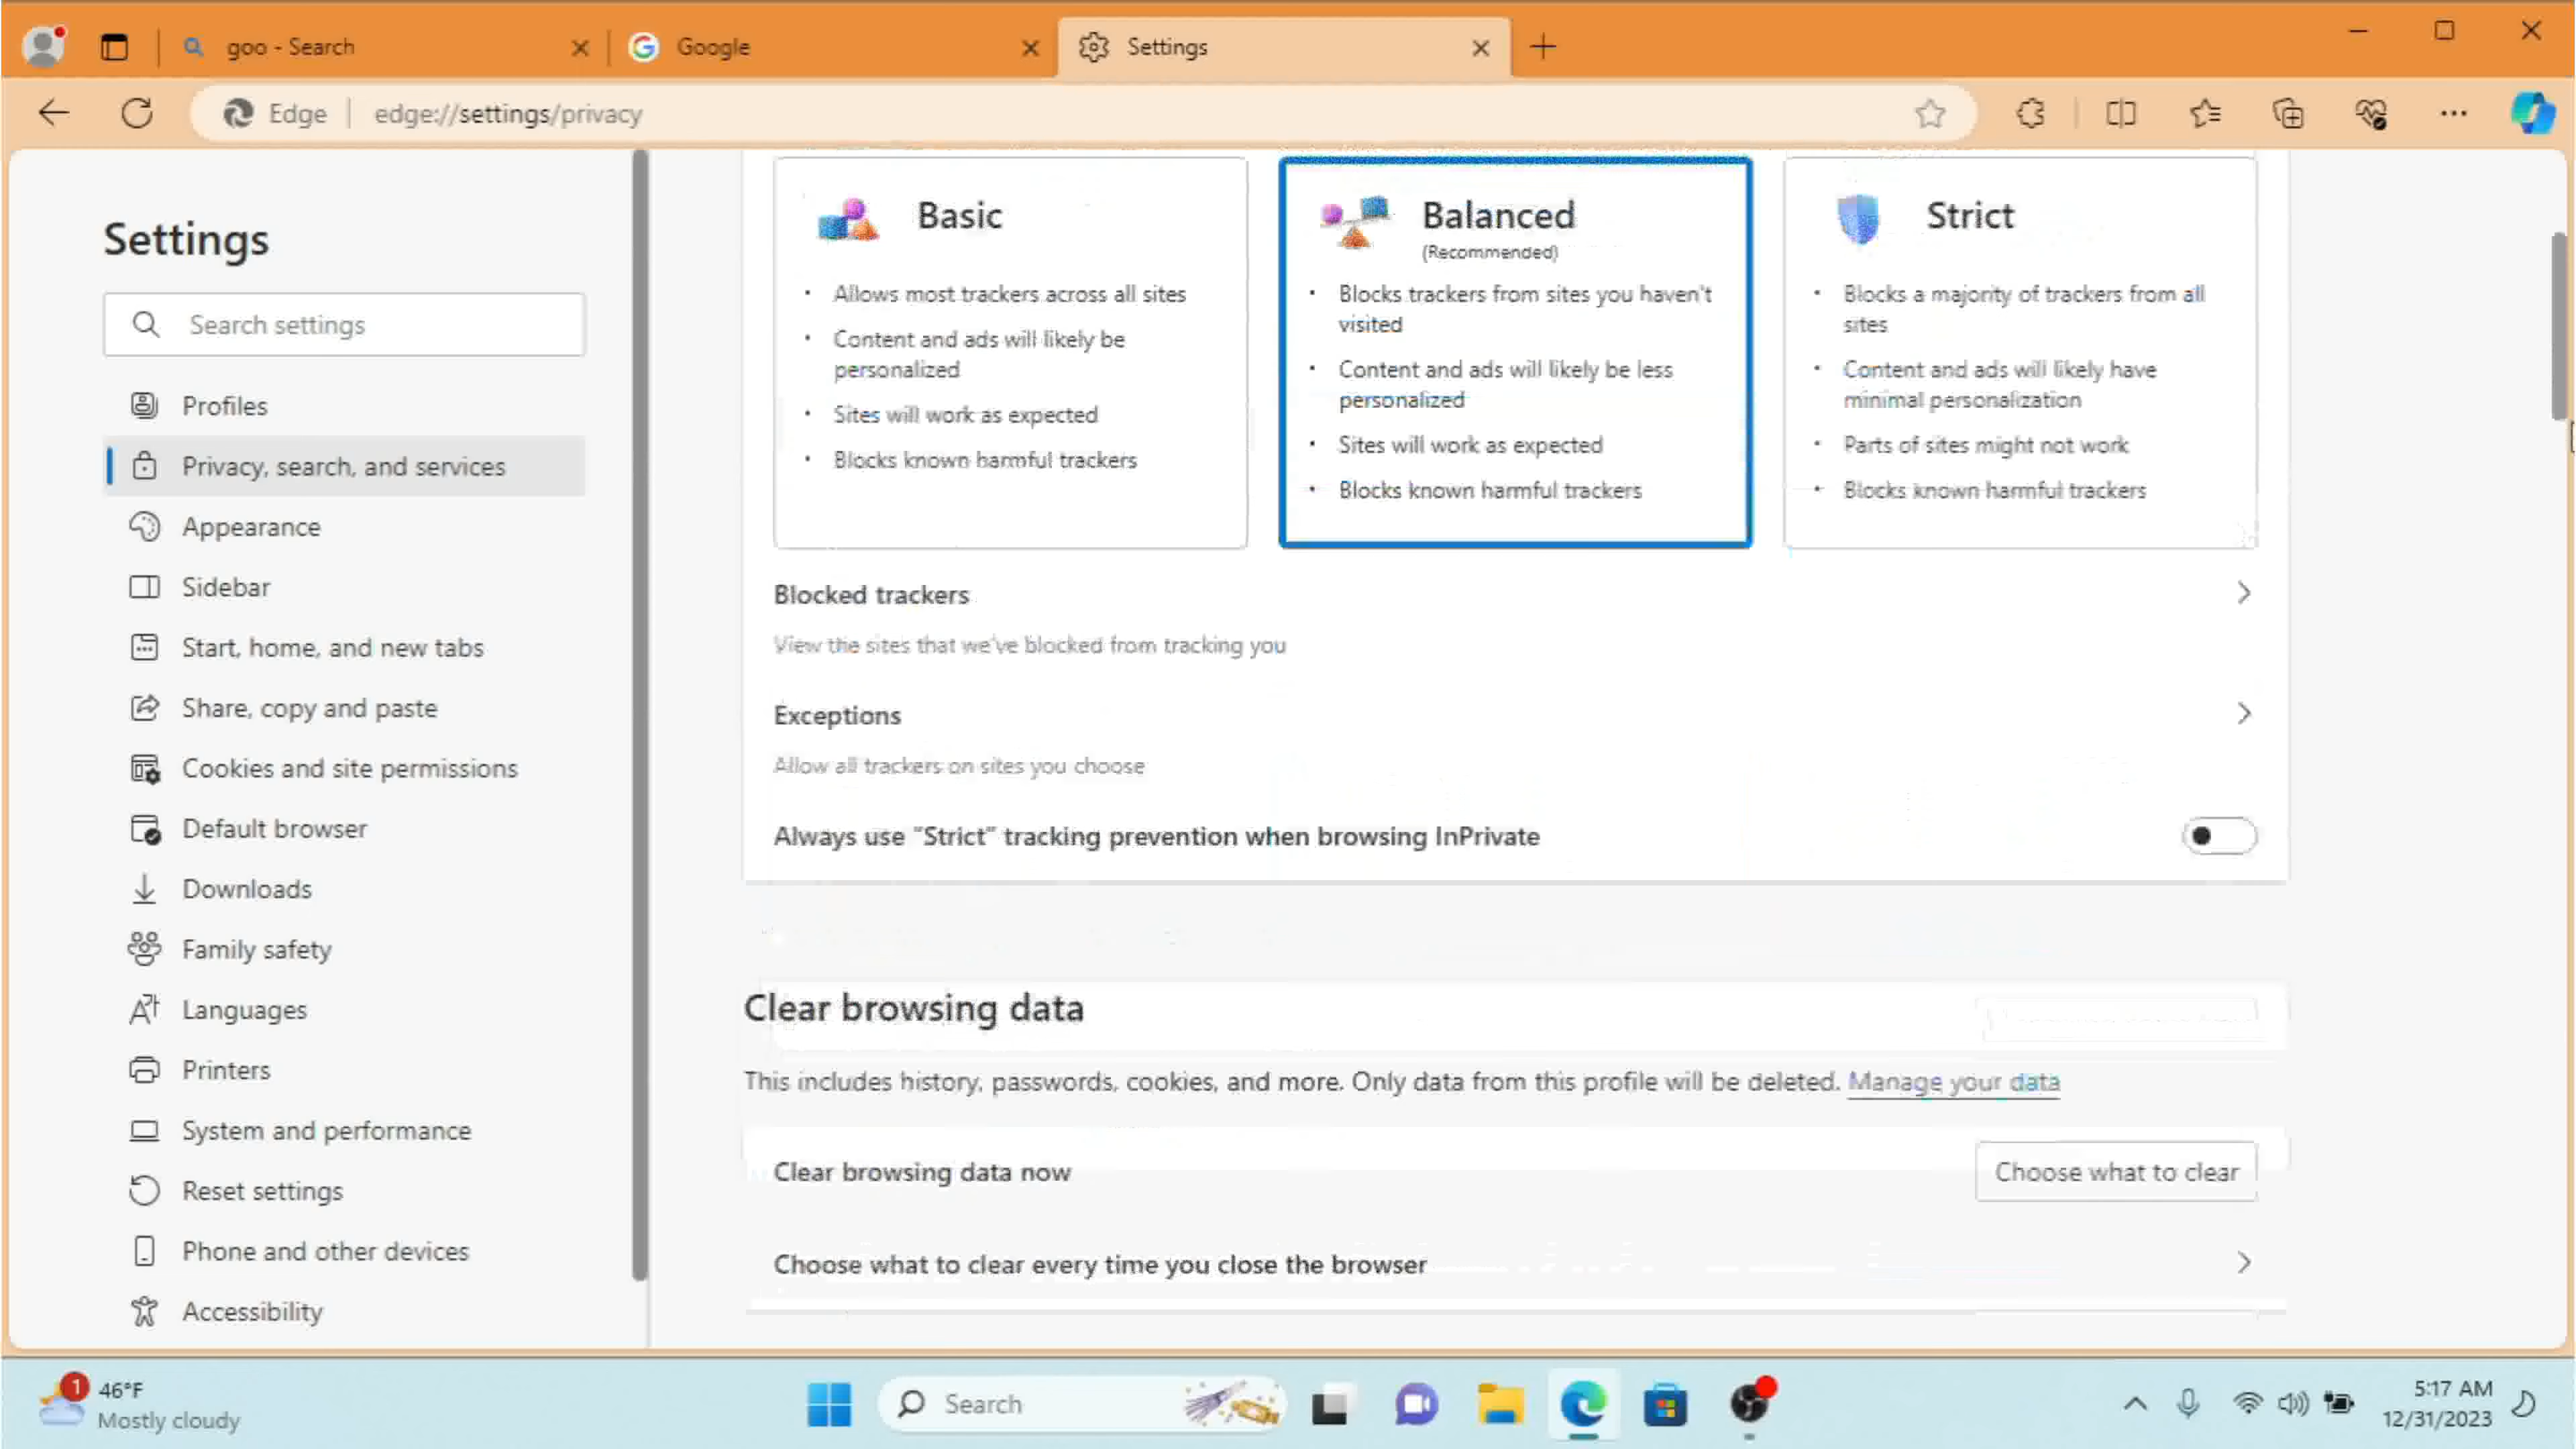 goo - Search
Google
Settings
Edge
edge://settings/privacy
Settings
Search settings
Profiles
Privacy, search, and services
Appearance
Sidebar
Start, home, and new tabs
Share, copy and paste
Cookies and site permissions
Default browser
Downloads
Family safety
Languages
Printers
System and performance
Reset settings
Phone and other devices
Accessibility
Basic
• Allows most trackers across all sites
• Content and ads will likely be
personalized
• Sites will work as expected
• Blocks known harmful trackers
Balanced
(Recommended)
• Blocks trackers from sites you haven't
visited
• Content and ads will likely be less
personalized
• Sites will work as expected
• Blocks known harmful trackers
Strict
• Blocks a majority of trackers from all
sites
• Content and ads will likely have
minimal personalization
• Parts of sites might not work
• Blocks known harmful trackers
Blocked trackers
View the sites that we've blocked from tracking you
Exceptions
Allow all trackers on sites you choose
Always use "Strict" tracking prevention when browsing InPrivate
Clear browsing data
This includes history, passwords, cookies, and more. Only data from this profile will be deleted. Manage your data
Clear browsing data now
Choose what to clear
Choose what to clear every time you close the browser
1
46°F
Mostly cloudy
Search
5:17 AM
12/31/2023